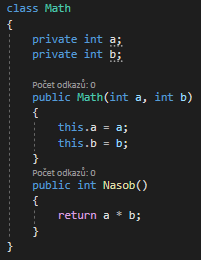 class Math
{
    private int a;
    private int b;

    Počet odkazů: 0
    public Math(int a, int b)
    {
        this.a = a;
        this.b = b;
    }
    Počet odkazů: 0
    public int Nasob()
    {
        return a * b;
    }
}